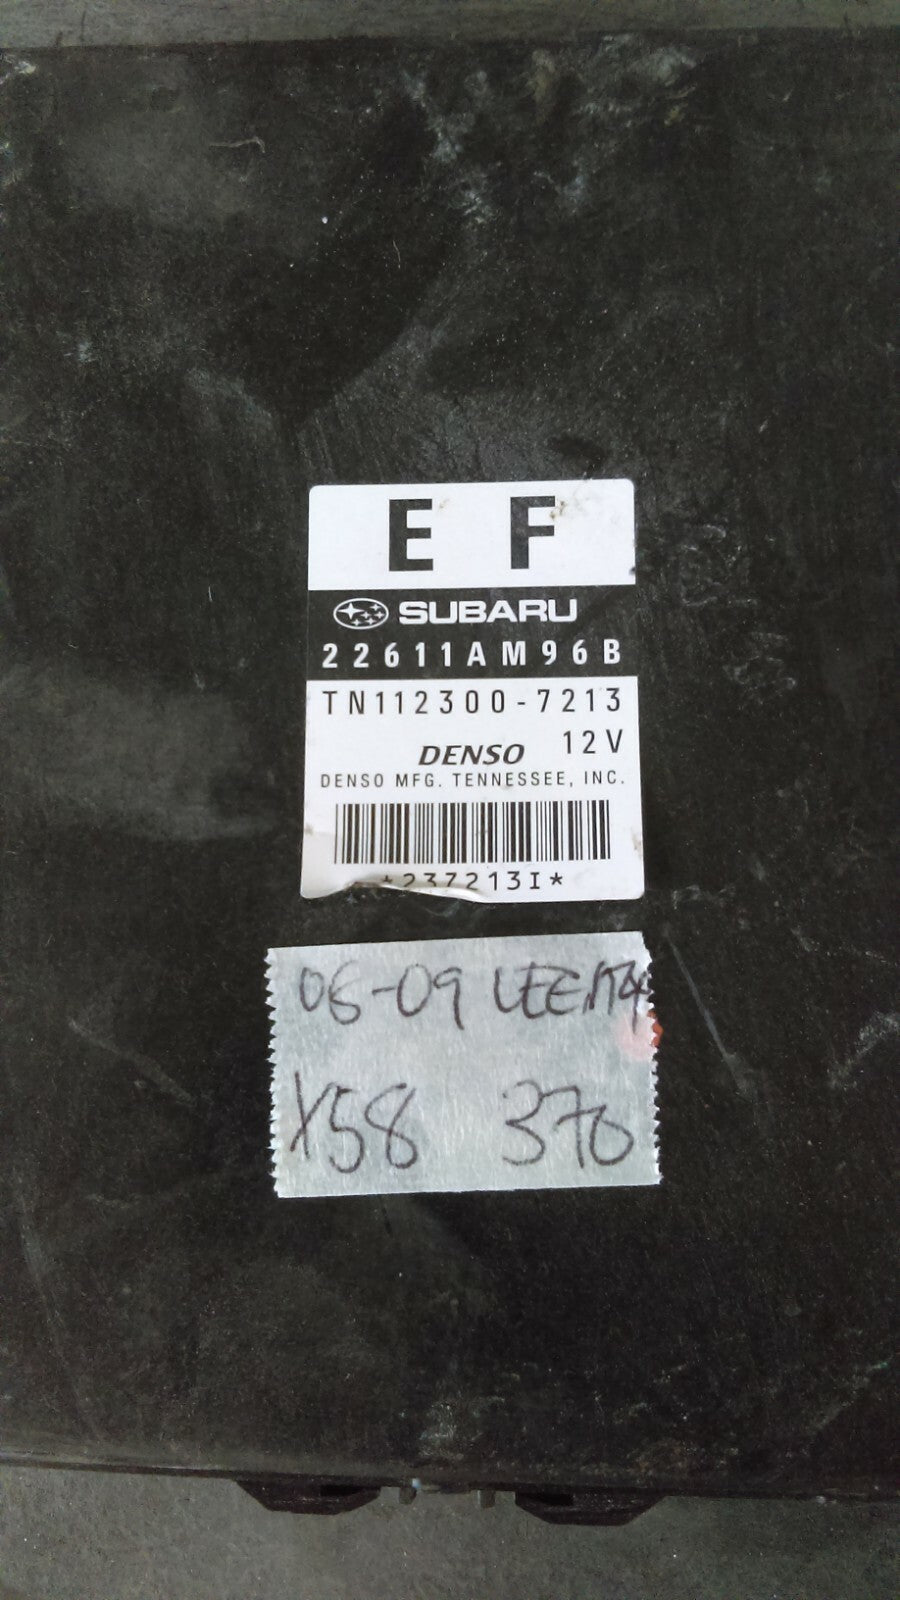 E F
SUBARU
22611AM96B
TN112300-7213
DENSO 12V
DENSO MFG. TENNESSEE, INC.
*237213I*
06-09
X58 370